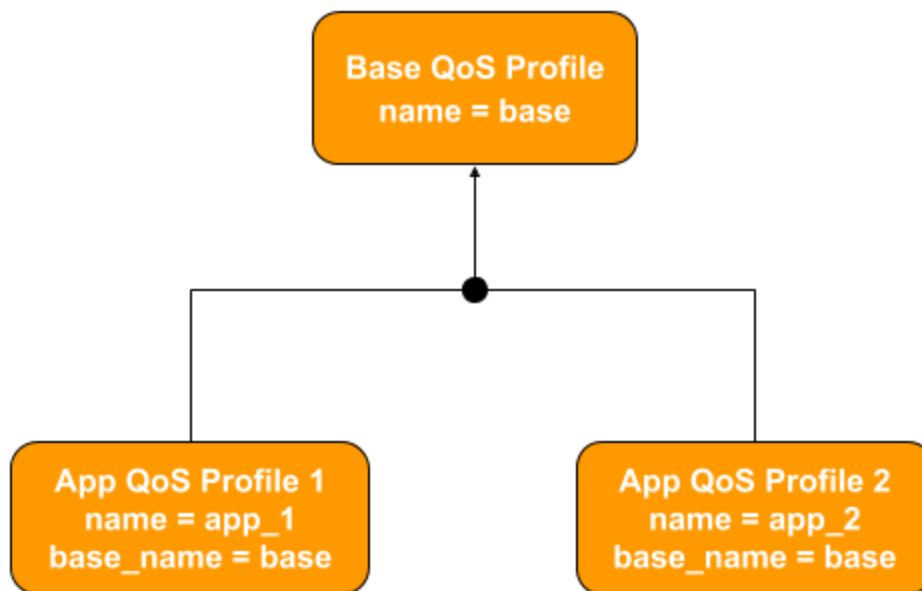 Base QoS Profile
name = base
App QoS Profile 1
name = app_1
base_name = base
App QoS Profile 2
name = app_2
base_name = base